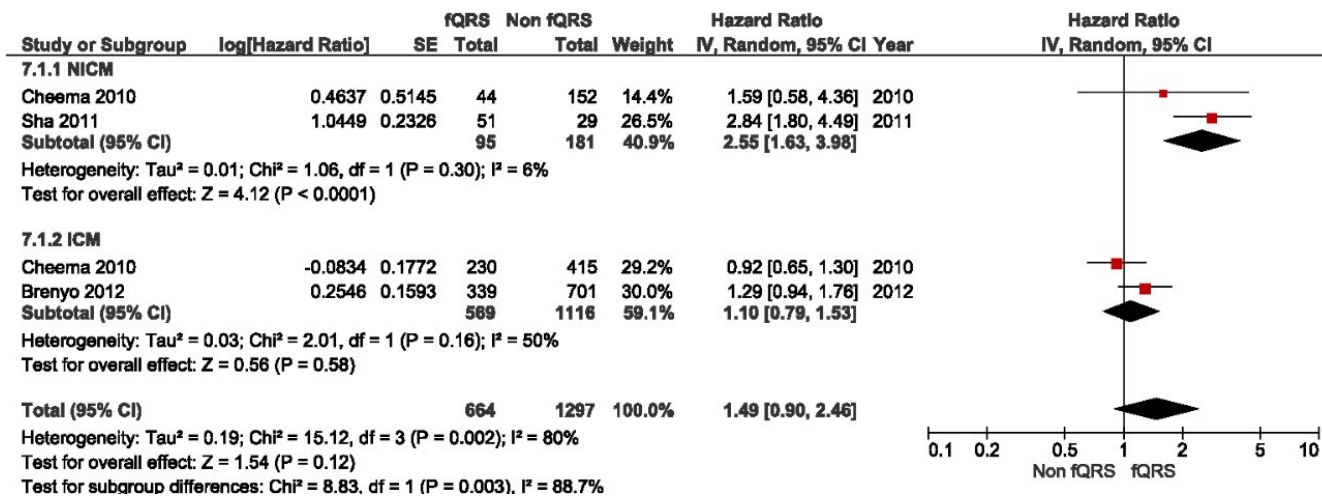 fQRS Non fQRS Hazard Ratio Hazard Ratio
Study or Subgroup log[Hazard Ratio] SE Total Total Weight IV, Random, 95% CI Year IV, Random, 95% CI
7.1.1 NICM
Cheema 2010 0.4637 0.5145 44 152 14.4% 1.59 [0.58, 4.36] 2010
Sha 2011 1.0449 0.2326 51 29 26.5% 2.84 [1.80, 4.49] 2011
Subtotal (95% CI) 95 181 40.9% 2.55 [1.63, 3.98]
Heterogeneity: Tau² = 0.01; Chi² = 1.06, df = 1 (P = 0.30); I² = 6%
Test for overall effect: Z = 4.12 (P < 0.0001)
7.1.2 ICM
Cheema 2010 -0.0834 0.1772 230 415 29.2% 0.92 [0.65, 1.30] 2010
Brenyo 2012 0.2546 0.1593 339 701 30.0% 1.29 [0.94, 1.76] 2012
Subtotal (95% CI) 569 1116 59.1% 1.10 [0.79, 1.53]
Heterogeneity: Tau² = 0.03; Chi² = 2.01, df = 1 (P = 0.16); I² = 50%
Test for overall effect: Z = 0.56 (P = 0.58)
Total (95% CI) 664 1297 100.0% 1.49 [0.90, 2.46]
Heterogeneity: Tau² = 0.19; Chi² = 15.12, df = 3 (P = 0.002); I² = 80%
Test for overall effect: Z = 1.54 (P = 0.12)
Test for subgroup differences: Chi² = 8.83, df = 1 (P = 0.003), I² = 88.7%
0.1 0.2 0.5 1 2 5 10
Non fQRS fQRS